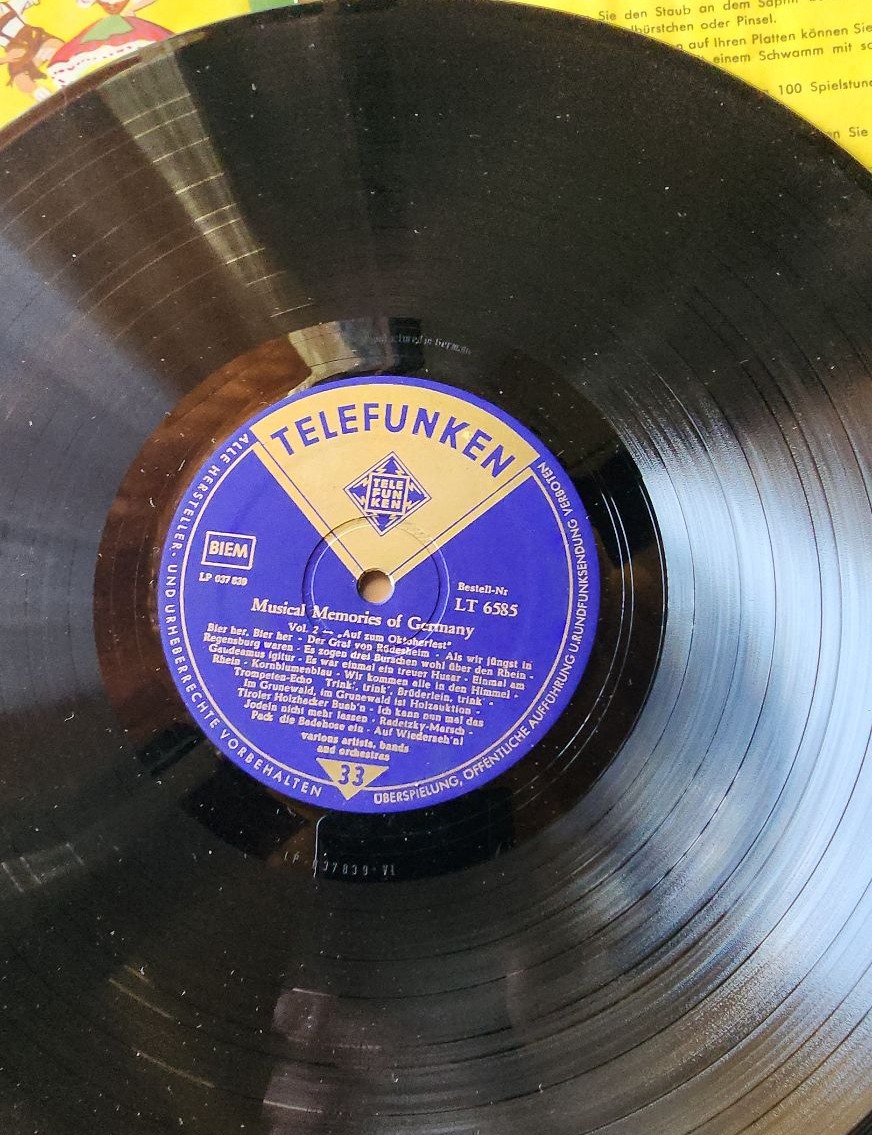 Sie den Staub an dem Saphir
oder Pinsel.
auf Ihren Platten können Sie
einem Schwamm mit
100 Spielstun
Sie
TELEFUNKEN
TELE
FUN
KEN
ALLE HERSTELLER- UND URHEBERRECHTE VORBEHALTEN
ÜBERSPIELUNG, ÖFFENTLICHE AUFFÜHRUNG U.RUNDFUNKSENDUNG VERBOTEN
BIEM
LP 037 839
Bestell-Nr
LT 6585
Musical Memories of Germany
Vol. 2 — „Auf zum Oktoberfest"
Bier her, Bier her - Der Graf von Rüdesheim - Als wir jüngst in
Regensburg waren - Es zogen drei Burschen wohl über den Rhein -
Gaudeamus igitur - Es war einmal ein treuer Husar - Einmal am
Rhein - Kornblumenblau - Wir kommen alle in den Himmel -
Trompeten-Echo Trink', trink', Brüderlein, trink' -
Im Grunewald, im Grunewald ist Holzauktion -
Tiroler Holzhacker Buab'n - Ich kann nun mal das
Jodeln nicht mehr lassen - Radetzky-Marsch -
Pack die Badehose ein - Auf Wiederseh'n!
various artists, bands
and orchestras
33
LP 037839-V1